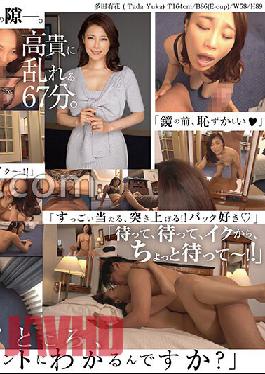 多田有花 ( Tada Yuka) T164cm/B86(E-cup)/W58/H89
隙――。
高貴に
乱れる
67分。
「鏡の前、恥ずかしい♥」
ク～!!」
「すっごい当たる、突き上げる!バック好き♡」
「待って、待って、イクから、
ちょっと待って～!!」
ところ
ントにわかるんですか？」